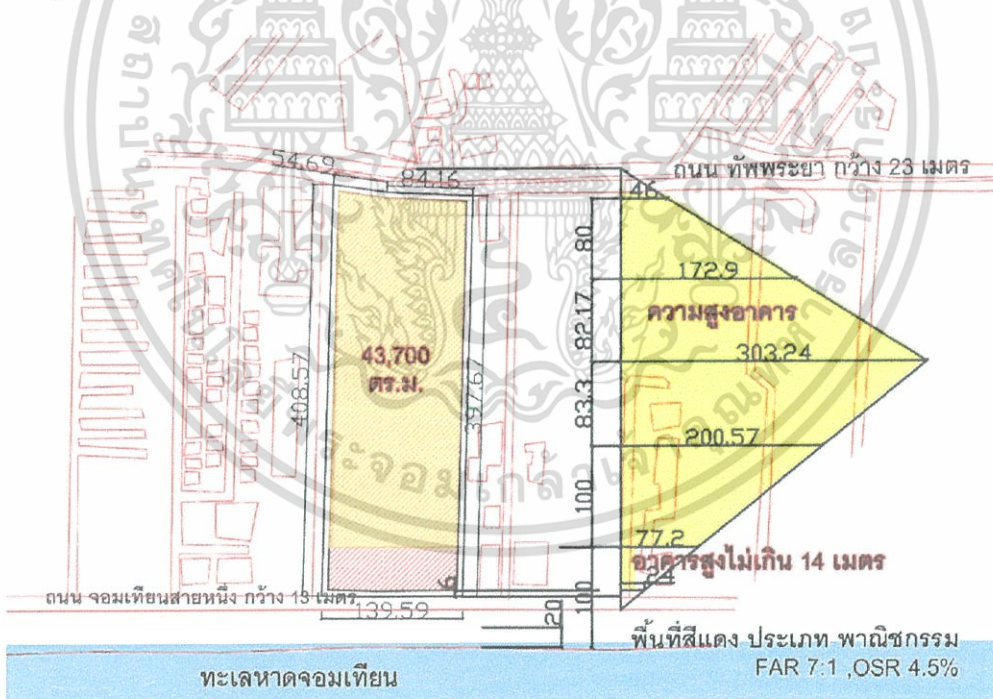 54.69
84.16
ถนน ทัพพระยา กว้าง 23 เมตร
46
80
172.9
ความสูงอาคาร
82.17
303.24
43,700
ตร.ม.
408.57
397.67
83.3
200.57
100
77.2
อาคารสูงไม่เกิน 14 เมตร
24
6
100
ถนน จอมเทียนสายหนึ่ง กว้าง 13 เมตร
139.59
20
พื้นที่สีแดง ประเภท พาณิชกรรม
FAR 7:1 ,OSR 4.5%
ทะเลหาดจอมเทียน